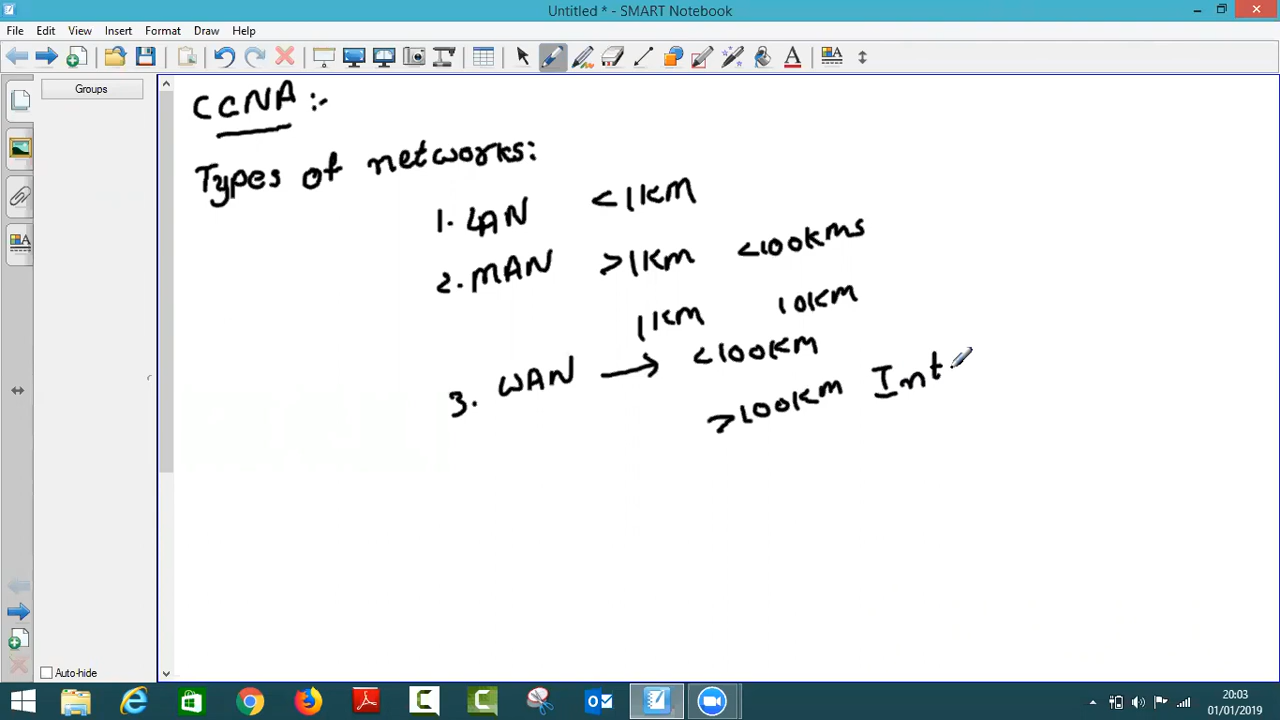 Untitled * - SMART Notebook
File Edit View Insert Format Draw Help
Groups
CCNA :-
Types of networks:
1. LAN <1KM
2. MAN >1KM <100KMs
1KM 10KM
3. WAN → <100KM
>100KM Int
Auto-hide
20:03
01/01/2019